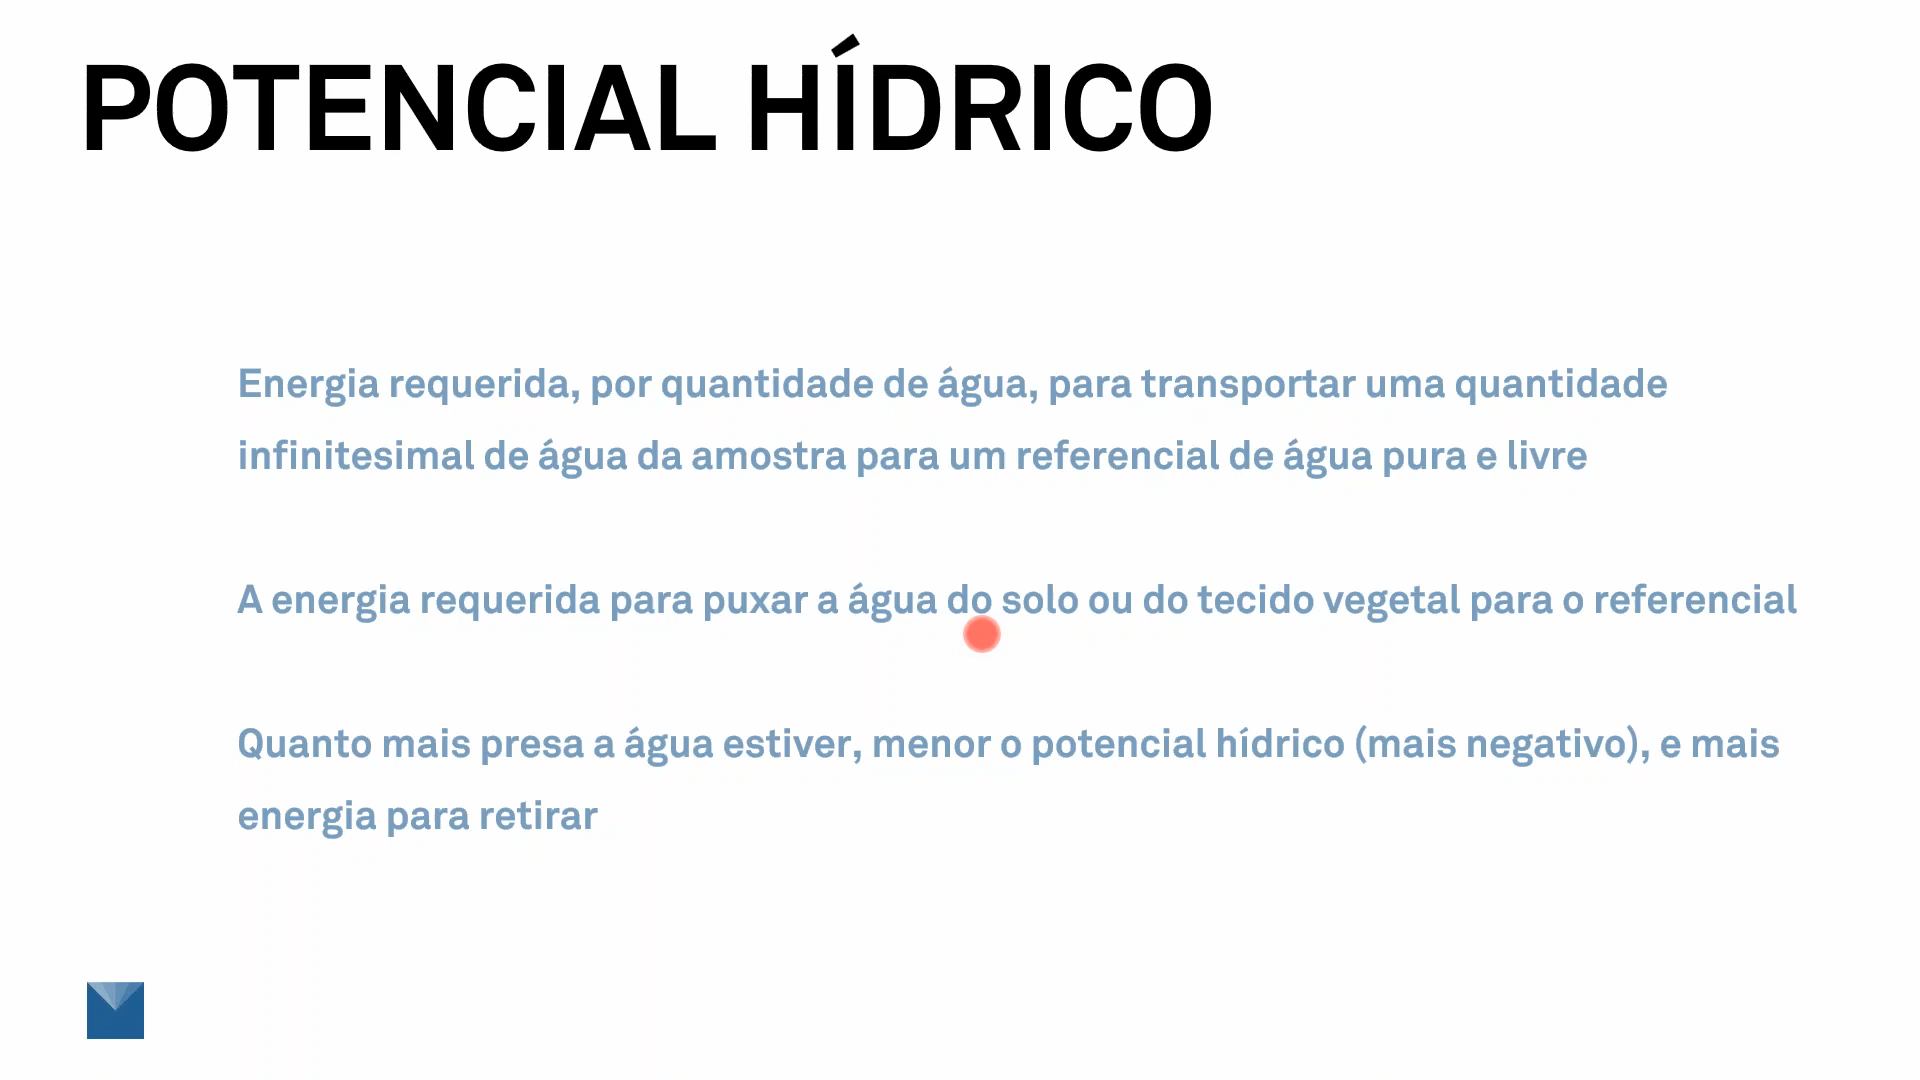 POTENCIAL HÍDRICO
Energia requerida, por quantidade de água, para transportar uma quantidade
infinitesimal de água da amostra para um referencial de água pura e livre
A energia requerida para puxar a água do solo ou do tecido vegetal para o referencial
Quanto mais presa a água estiver, menor o potencial hídrico (mais negativo), e mais
energia para retirar